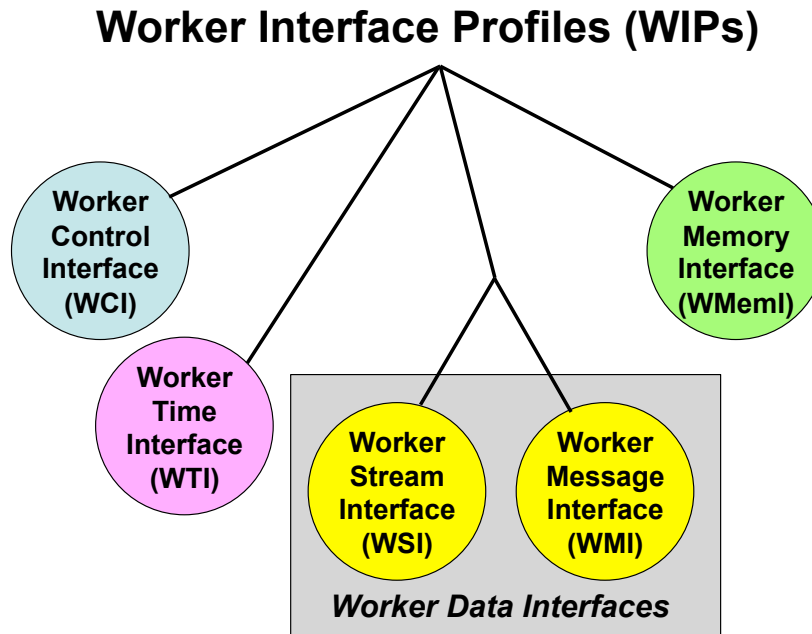 Worker Interface Profiles (WIPs)
Worker
Control
Interface
(WCI)
Worker
Memory
Interface
(WMemI)
Worker
Time
Interface
(WTI)
Worker
Stream
Interface
(WSI)
Worker
Message
Interface
(WMI)
Worker Data Interfaces